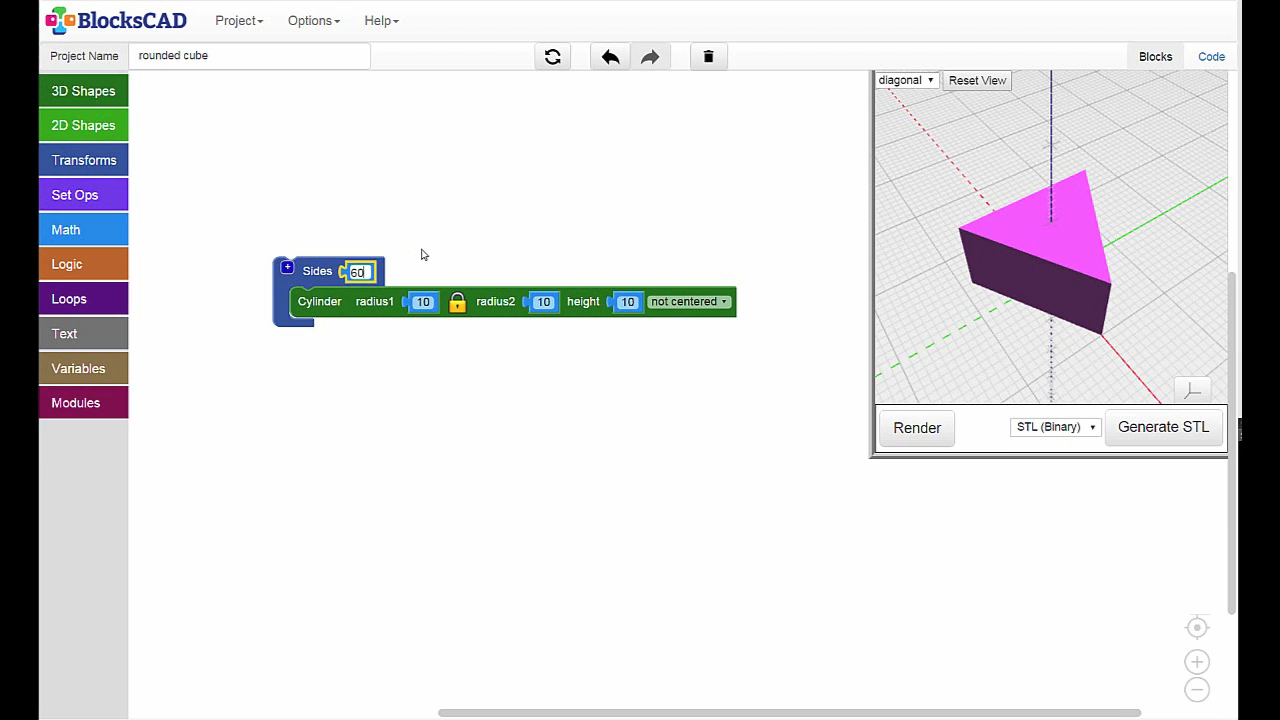 BlocksCAD Project Options Help
Project Name rounded cube Blocks Code
diagonal Reset View
3D Shapes
2D Shapes
Transforms
Set Ops
Math
Logic
Loops
Text
Variables
Modules
+ Sides 60
Cylinder radius1 10 radius2 10 height 10 not centered
Render STL (Binary) Generate STL